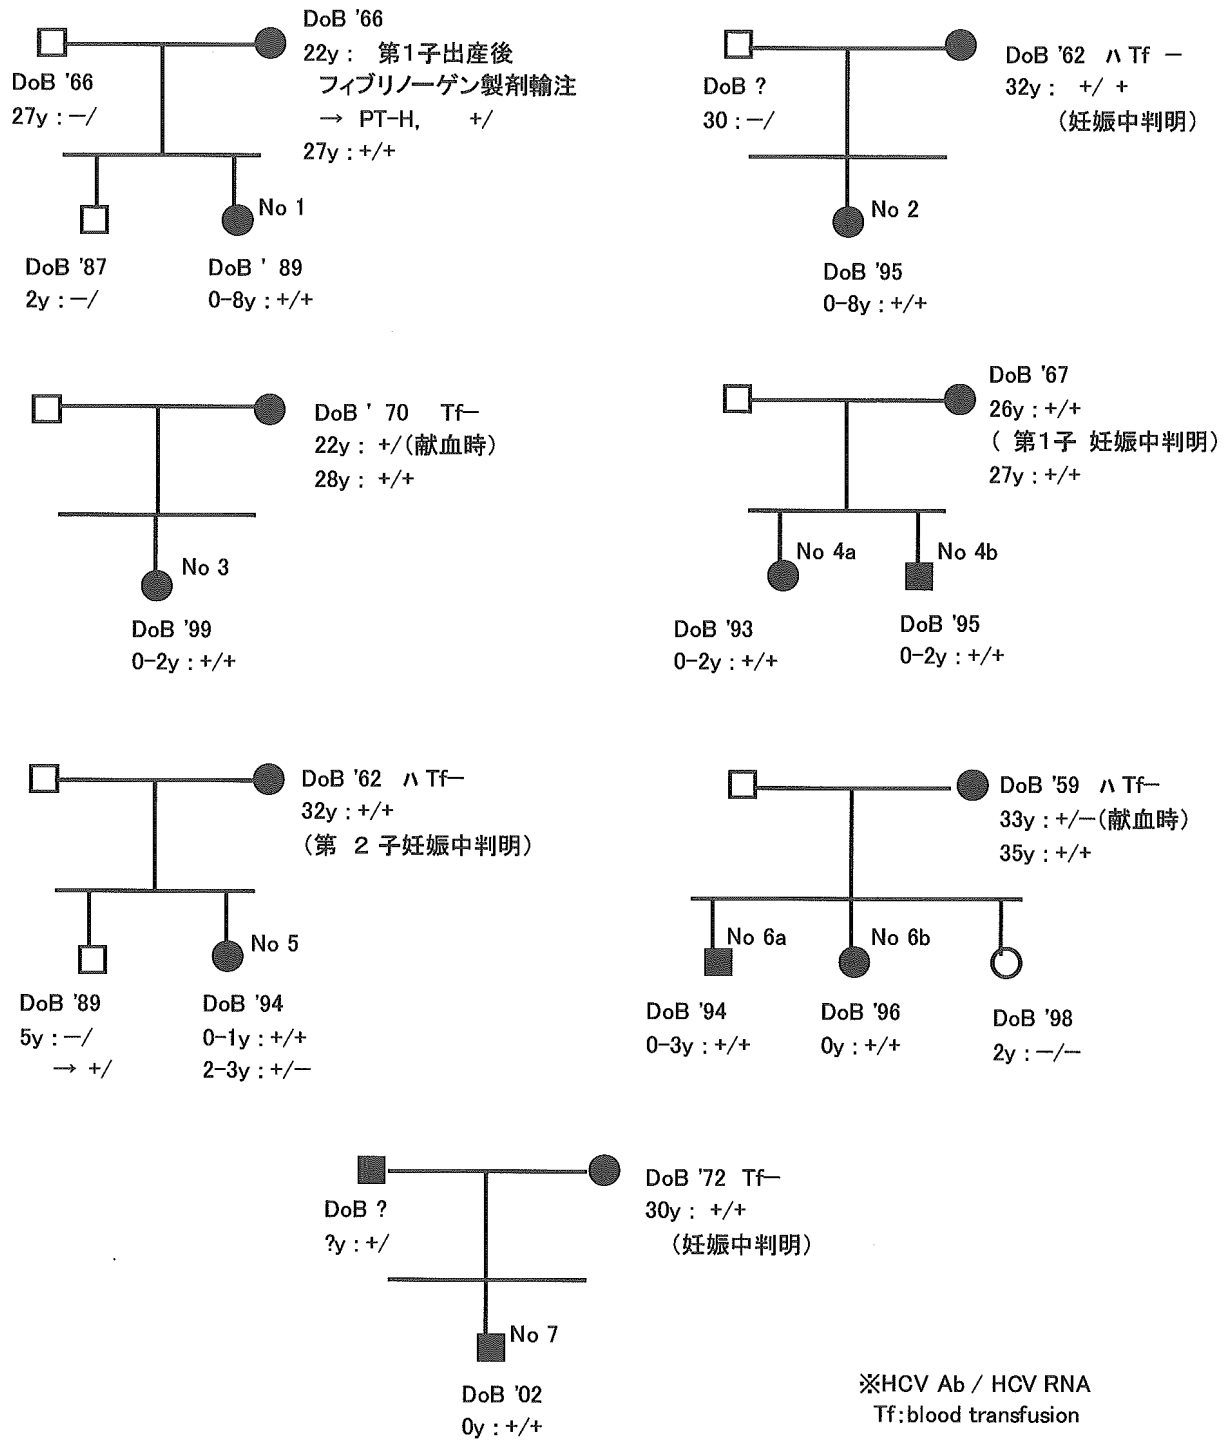 DoB '66
22y : 第1子出産後
フィブリノーゲン製剤輸注
→ PT-H, +/
27y : +/+
DoB '66
27y : −/
No 1
DoB '87
2y : −/
DoB ' 89
0-8y : +/+
DoB '62 ハ Tf −
32y : +/ +
(妊娠中判明)
DoB ?
30 : −/
No 2
DoB '95
0-8y : +/+
DoB ' 70 Tf−
22y : +/(献血時)
28y : +/+
No 3
DoB '99
0-2y : +/+
DoB '67
26y : +/+
( 第1子 妊娠中判明)
27y : +/+
No 4a
No 4b
DoB '93
0-2y : +/+
DoB '95
0-2y : +/+
DoB '62 ハ Tf−
32y : +/+
(第 2 子妊娠中判明)
No 5
DoB '89
5y : −/
→ +/
DoB '94
0-1y : +/+
2-3y : +/−
DoB '59 ハ Tf−
33y : +/−(献血時)
35y : +/+
No 6a
No 6b
DoB '94
0-3y : +/+
DoB '96
0y : +/+
DoB '98
2y : −/−
DoB '72 Tf−
30y : +/+
(妊娠中判明)
DoB ?
?y : +/
No 7
DoB '02
0y : +/+
※HCV Ab / HCV RNA
Tf:blood transfusion